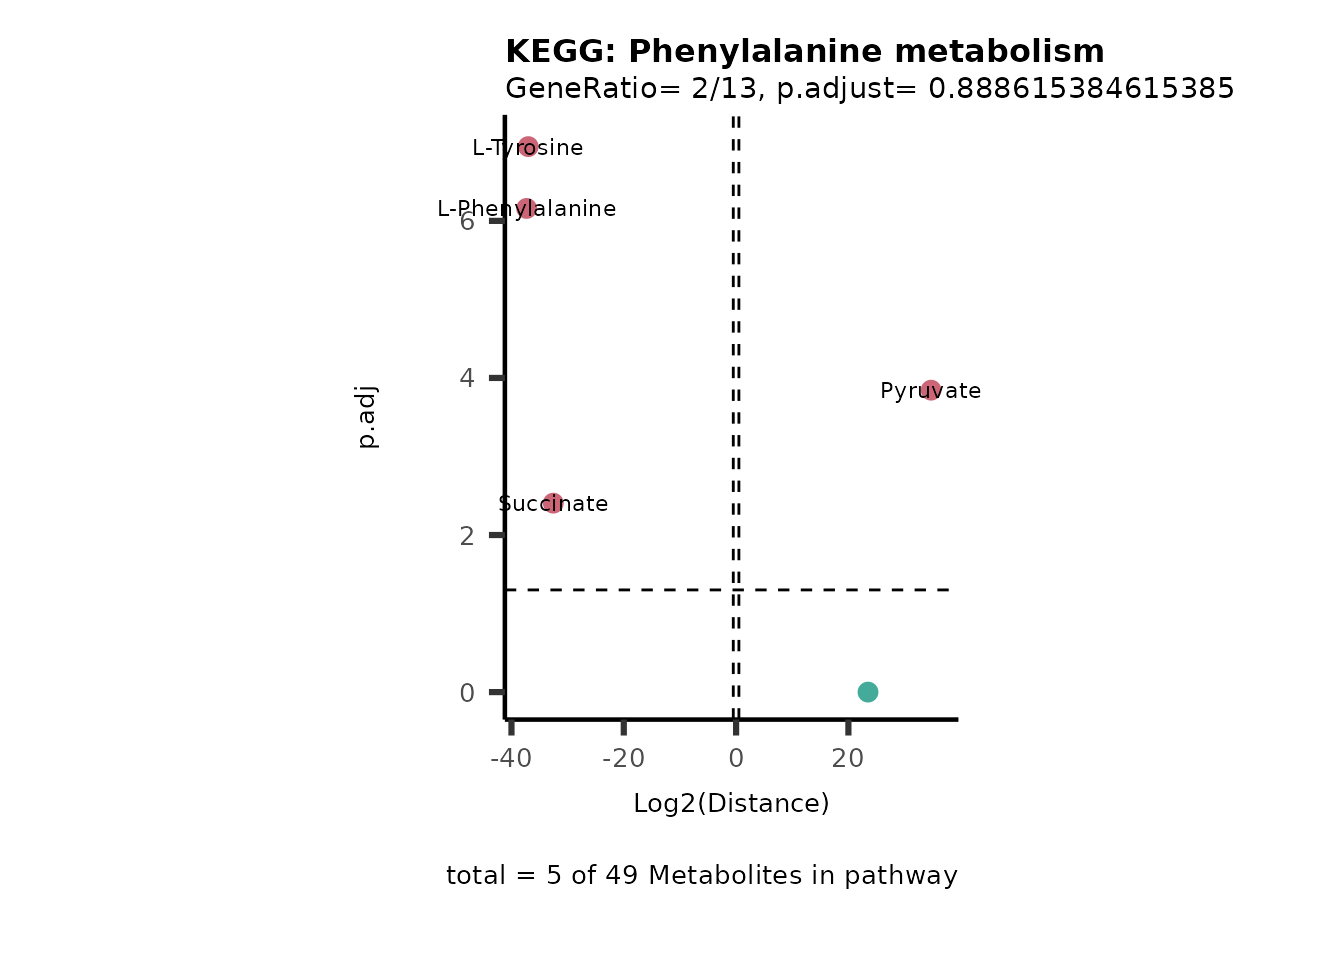 KEGG: Phenylalanine metabolism
GeneRatio= 2/13, p.adjust= 0.888615384615385
L-Tyrosine
L-Phenylalanine
6
4
Pyruvate
p.adj
Succinate
2
0
-40 -20 0 20
Log2(Distance)
total = 5 of 49 Metabolites in pathway